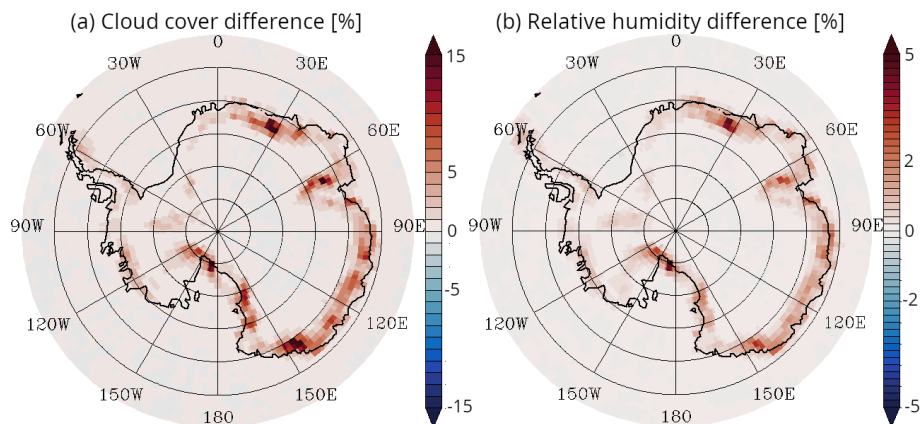 (a) Cloud cover difference [%]
(b) Relative humidity difference [%]
0
30W
30E
60W
60E
90W
90E
120W
120E
150W
150E
180
15
10
5
0
-5
-10
-15
0
30W
30E
60W
60E
90W
90E
120W
120E
150W
150E
180
5
2
0
-2
-5